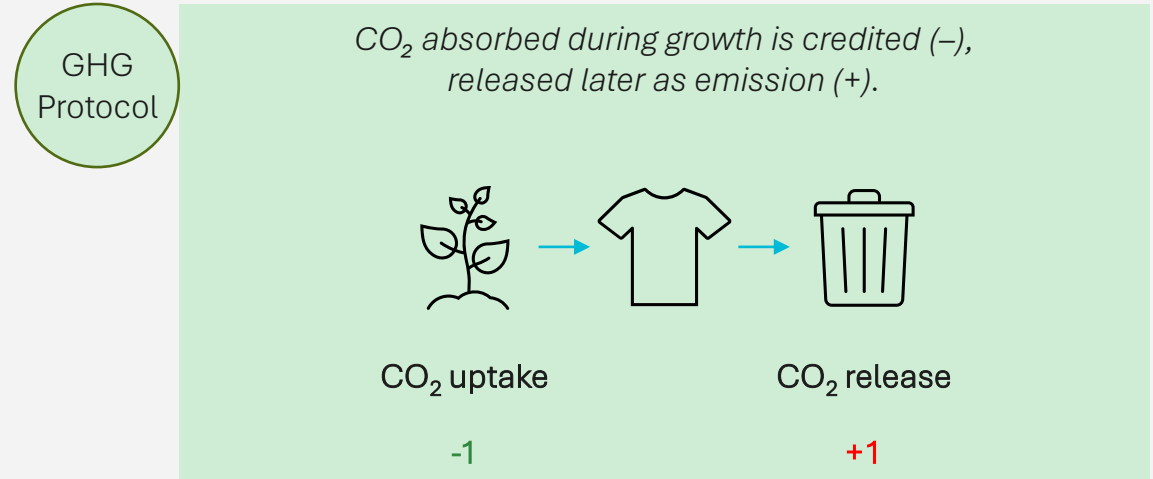 GHG
Protocol
CO₂ absorbed during growth is credited (–),
released later as emission (+).
CO₂ uptake
CO₂ release
-1
+1